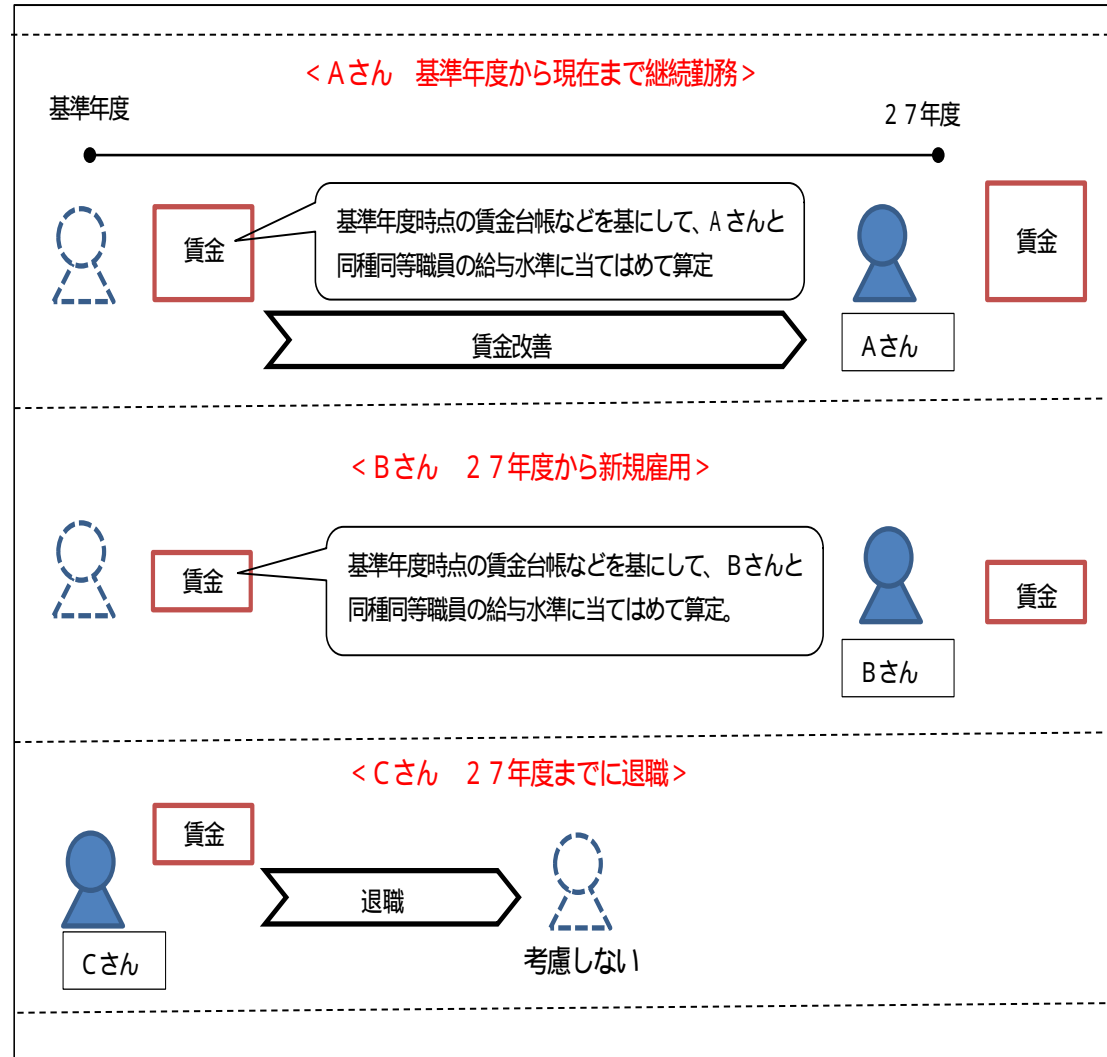 <Aさん　基準年度から現在まで継続勤務>
基準年度
２７年度
賃金
基準年度時点の賃金台帳などを基にして、Aさんと
同種同等職員の給与水準に当てはめて算定
賃金
賃金改善
Aさん
<Bさん　２７年度から新規雇用>
賃金
基準年度時点の賃金台帳などを基にして、Bさんと
同種同等職員の給与水準に当てはめて算定。
賃金
Bさん
<Cさん　２７年度までに退職>
賃金
退職
Cさん
考慮しない